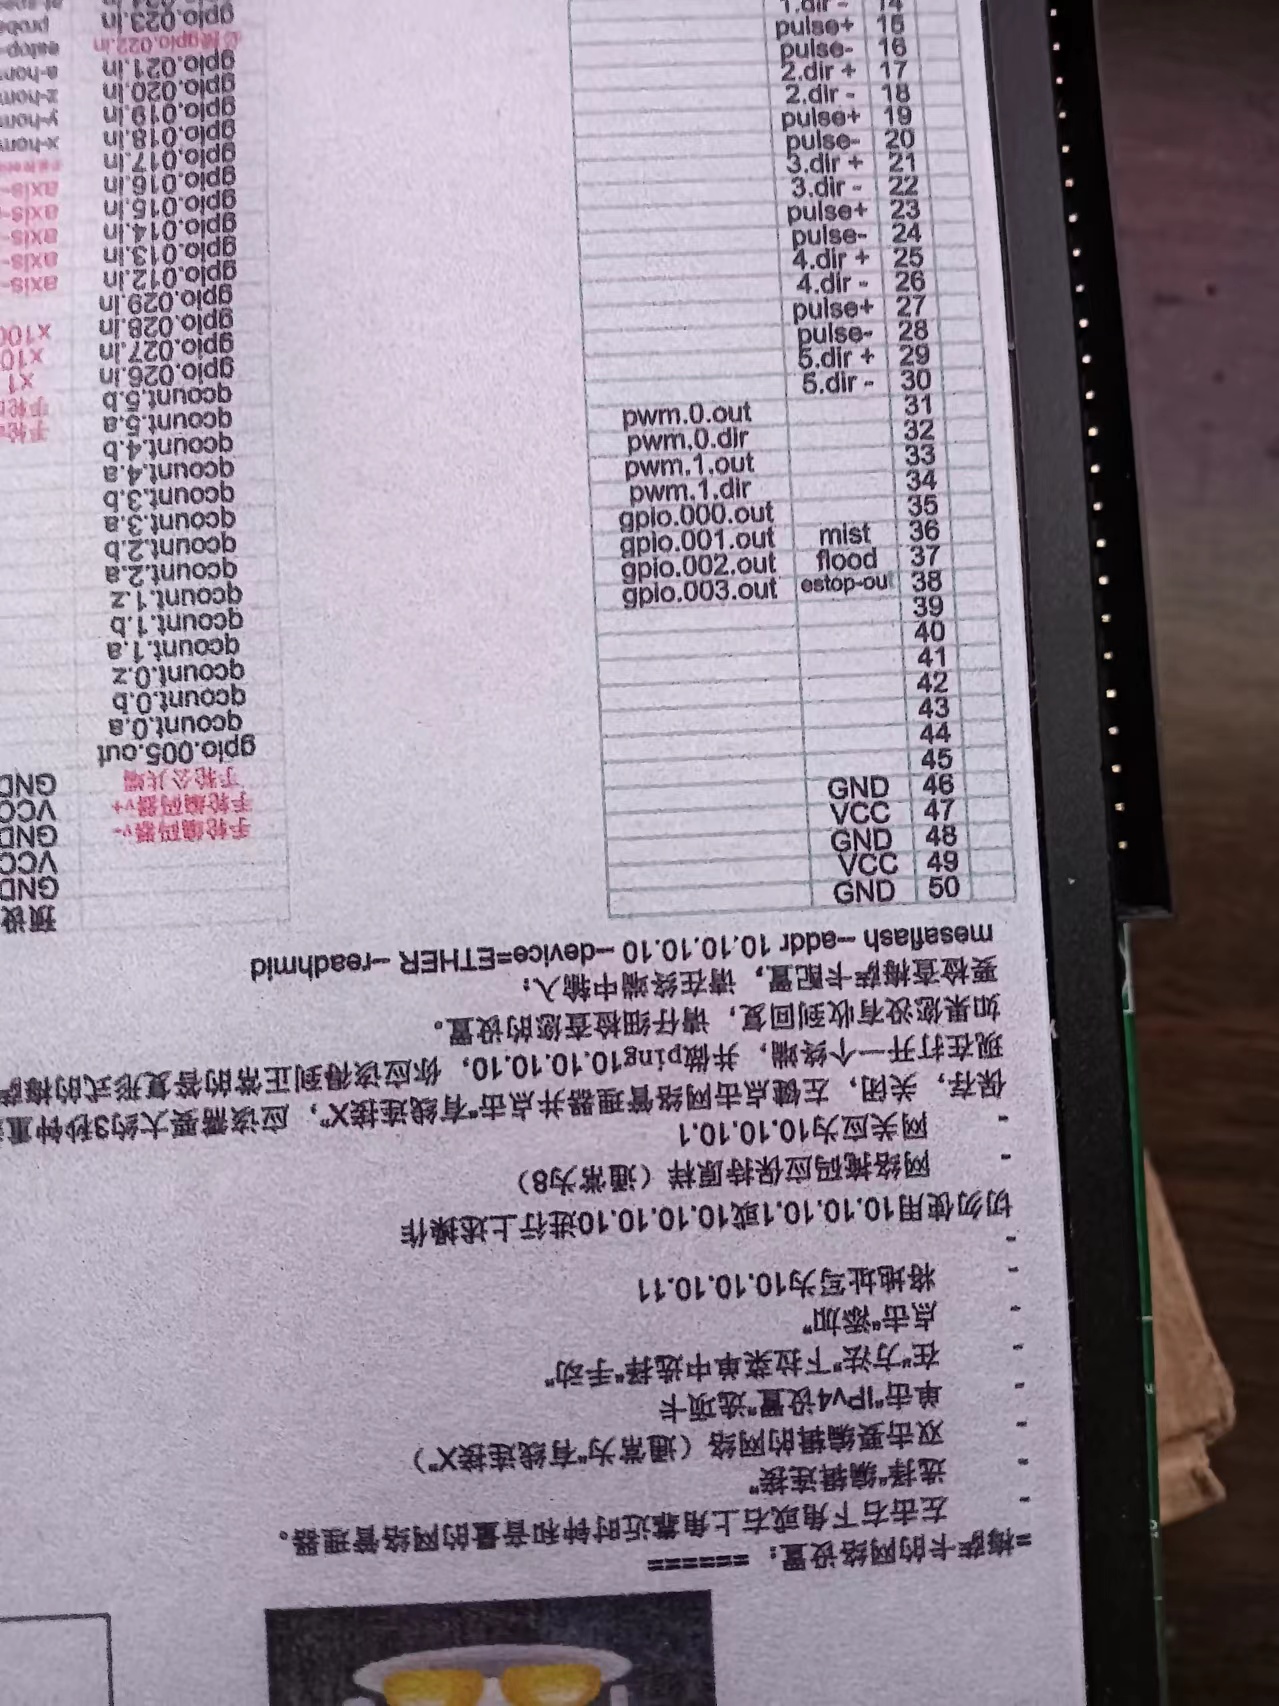 1.dir - 14
pulse+ 15
pulse- 16
2.dir + 17
2.dir - 18
pulse+ 19
pulse- 20
3.dir + 21
3.dir - 22
pulse+ 23
pulse- 24
4.dir + 25
4.dir - 26
pulse+ 27
pulse- 28
5.dir + 29
5.dir - 30
pwm.0.out 31
pwm.0.dir 32
pwm.1.out 33
pwm.1.dir 34
gpio.000.out 35
gpio.001.out mist 36
gpio.002.out flood 37
gpio.003.out estop-out 38
39
40
41
42
43
44
45
GND 46
VCC 47
GND 48
VCC 49
GND 50
=梅萨卡的网络设置：======
- 左击右下角或右上角靠近时钟和音量的网络管理器。
- 选择"编辑连接"
- 双击要编辑的网络（通常为"有线连接X"）
- 单击"IPv4设置"选项卡
- 在"方法"下拉菜单中选择"手动"
- 点击"添加"
- 将地址写为10.10.10.11
-
切勿使用10.10.10.1或10.10.10.10进行上述操作
- 网络掩码应保持原样（通常为8）
- 网关应为10.10.10.1
保存，关闭，左键点击网络管理器并点击"有线连接X"，应该需要大约3秒钟重
现在打开一个终端，并做ping10.10.10.10，你应该得到正常的答复形式的梅萨
如果您没有收到回复，请仔细检查您的设置。
要检查梅萨卡配置，请在终端中输入：
mesaflash –addr 10.10.10.10 –device=ETHER –readhmid
预设
GND
VCC
手轮编码器v- GND
手轮编码器v+ VCC
手轮公共端 GND
gpio.005.out
qcount.0.a
qcount.0.b
qcount.0.z
qcount.1.a
qcount.1.b
qcount.1.z
qcount.2.a
qcount.2.b
qcount.3.a
qcount.3.b
qcount.4.a
qcount.4.b
qcount.5.a 手轮
qcount.5.b 手轮
gpio.026.in x1
gpio.027.in x10
gpio.028.in x100
gpio.029.in
gpio.012.in axis-
gpio.013.in axis-
gpio.014.in axis-
gpio.015.in axis-
gpio.016.in axis-
gpio.017.in
gpio.018.in x-hom
gpio.019.in y-hom
gpio.020.in z-hom
gpio.021.in a-hom
gpio.022.in estop-
gpio.023.in probe